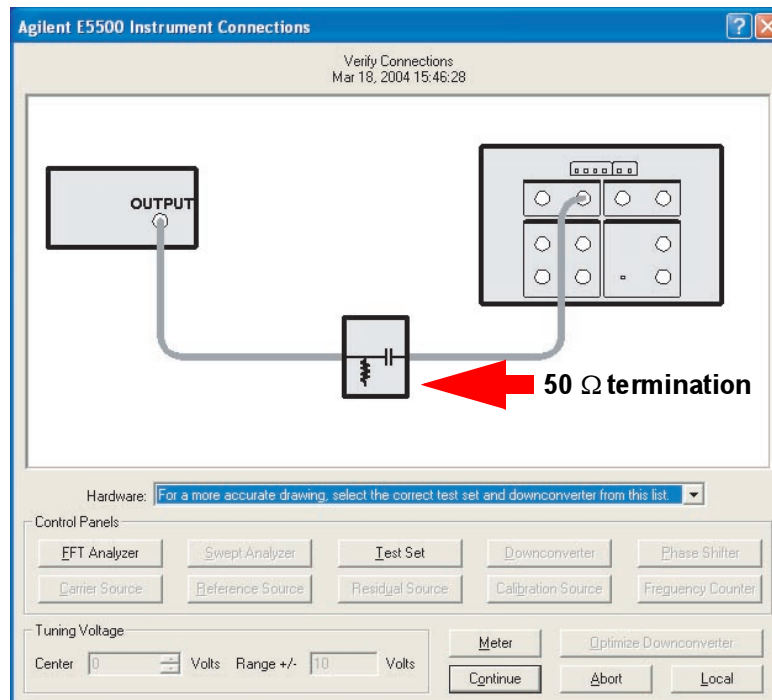 Agilent E5500 Instrument Connections
Verify Connections
Mar 18, 2004 15:46:28
OUTPUT
50 Ω termination
Hardware: For a more accurate drawing, select the correct test set and downconverter from this list.
Control Panels
FFT Analyzer Swept Analyzer Test Set Downconverter Phase Shifter
Carrier Source Reference Source Residual Source Calibration Source Frequency Counter
Tuning Voltage
Center 0 Volts Range +/- 10 Volts
Meter Optimize Downconverter
Continue Abort Local